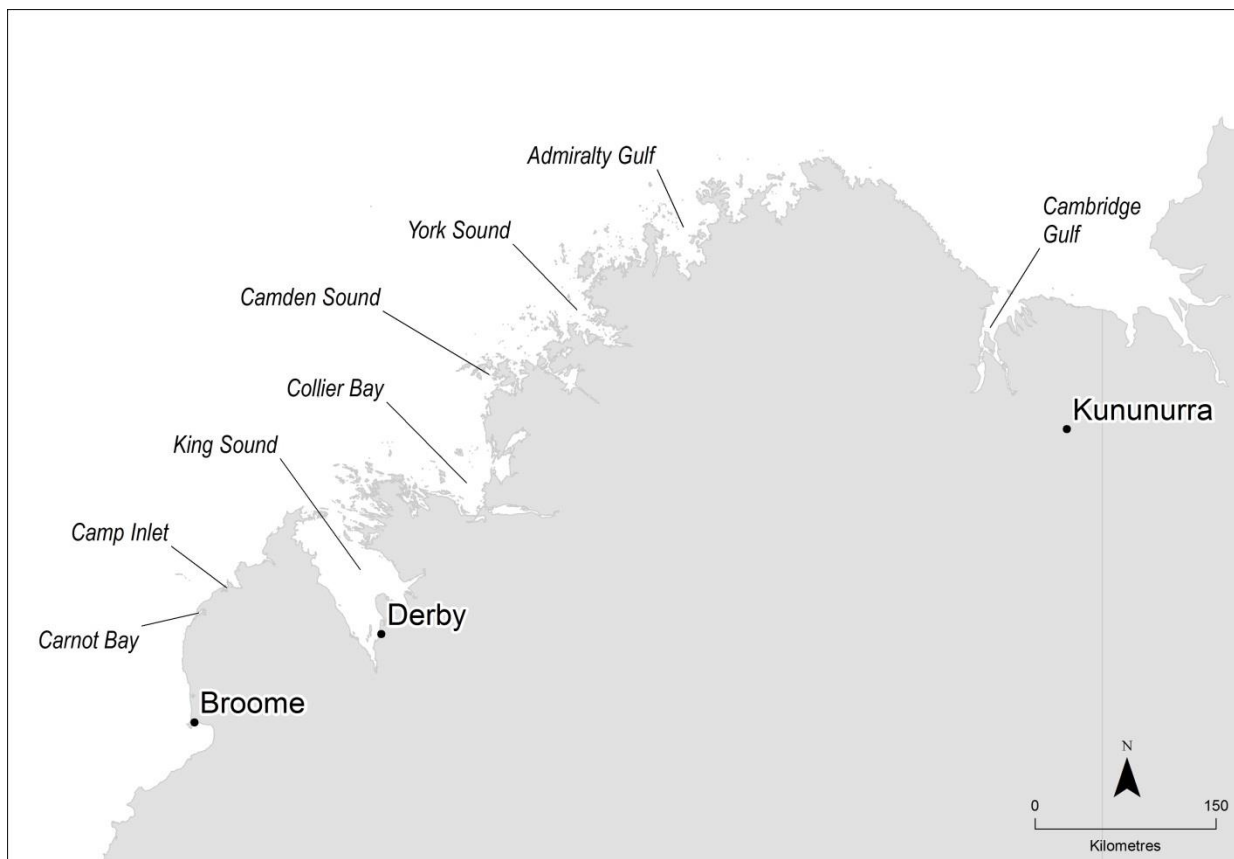 Admiralty Gulf
Cambridge
Gulf
York Sound
Camden Sound
Collier Bay
Kununurra
King Sound
Camp Inlet
Derby
Carnot Bay
Broome
N
0 150
Kilometres